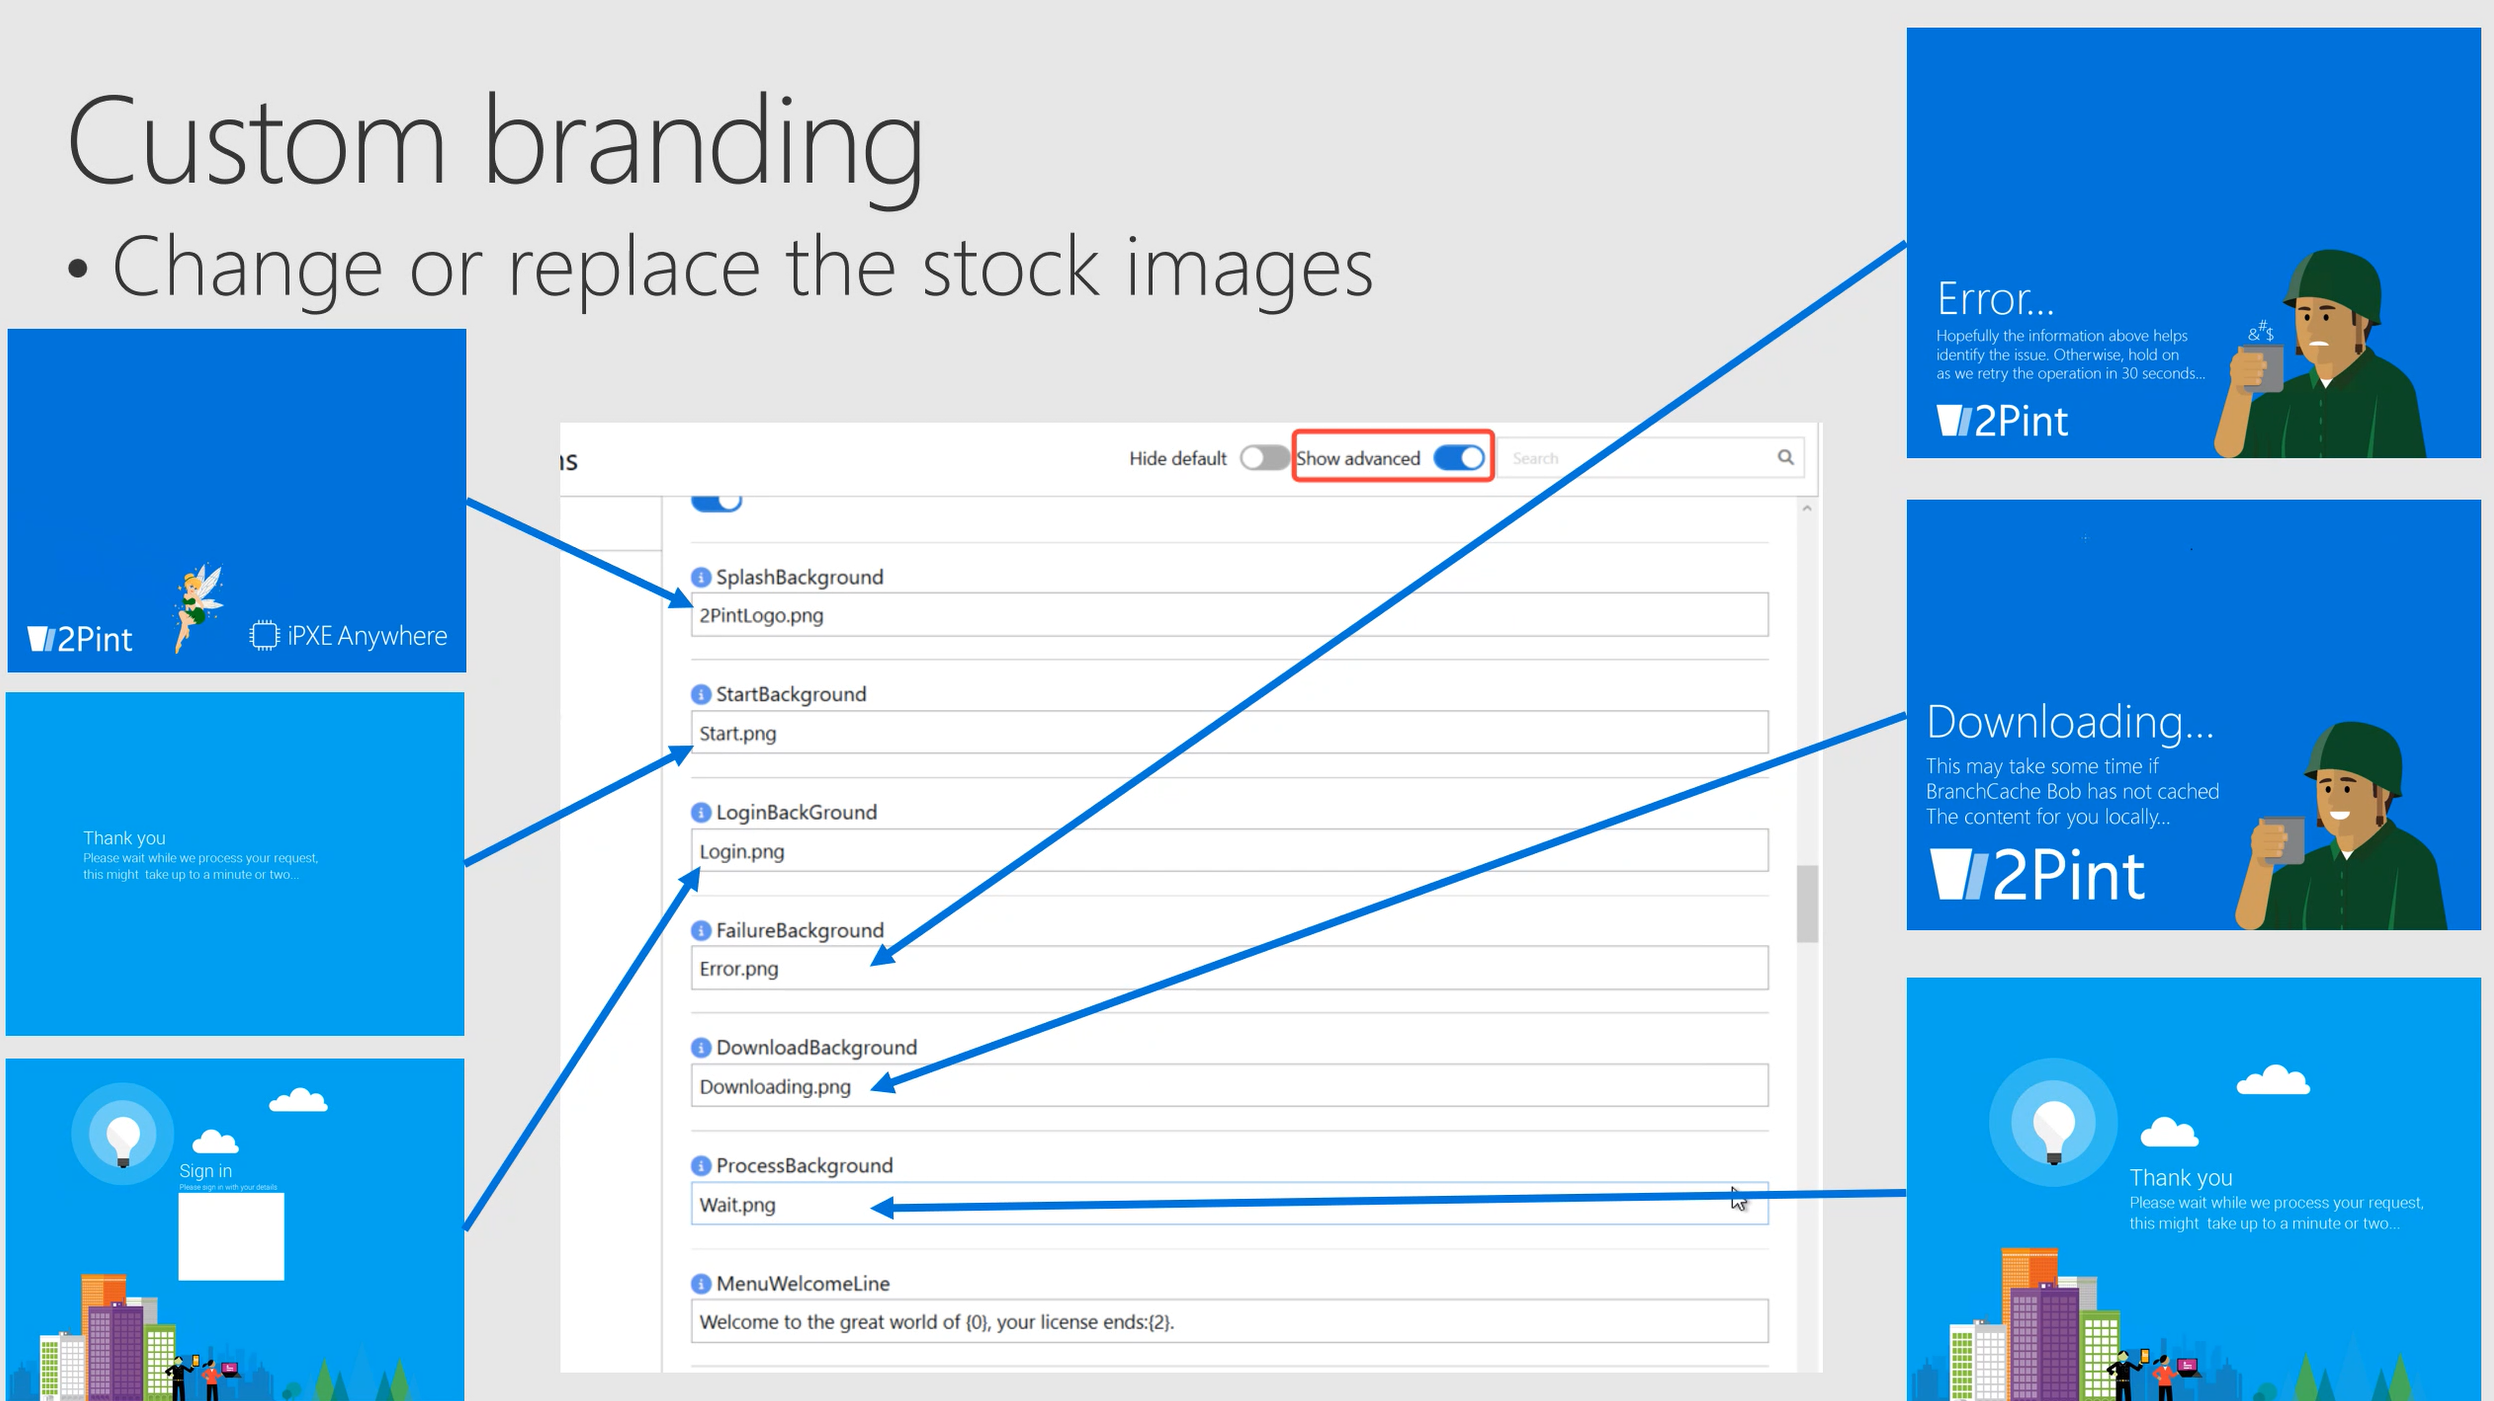 Custom branding
• Change or replace the stock images
2Pint
iPXE Anywhere
Thank you
Please wait while we process your request,
this might take up to a minute or two...
Sign in
Please sign in with your details
ns
Hide default
Show advanced
Search
SplashBackground
2PintLogo.png
StartBackground
Start.png
LoginBackGround
Login.png
FailureBackground
Error.png
DownloadBackground
Downloading.png
ProcessBackground
Wait.png
MenuWelcomeLine
Welcome to the great world of {0}, your license ends:{2}.
Error...
&#$
Hopefully the information above helps
identify the issue. Otherwise, hold on
as we retry the operation in 30 seconds...
2Pint
Downloading...
This may take some time if
BranchCache Bob has not cached
The content for you locally...
2Pint
Thank you
Please wait while we process your request,
this might take up to a minute or two...